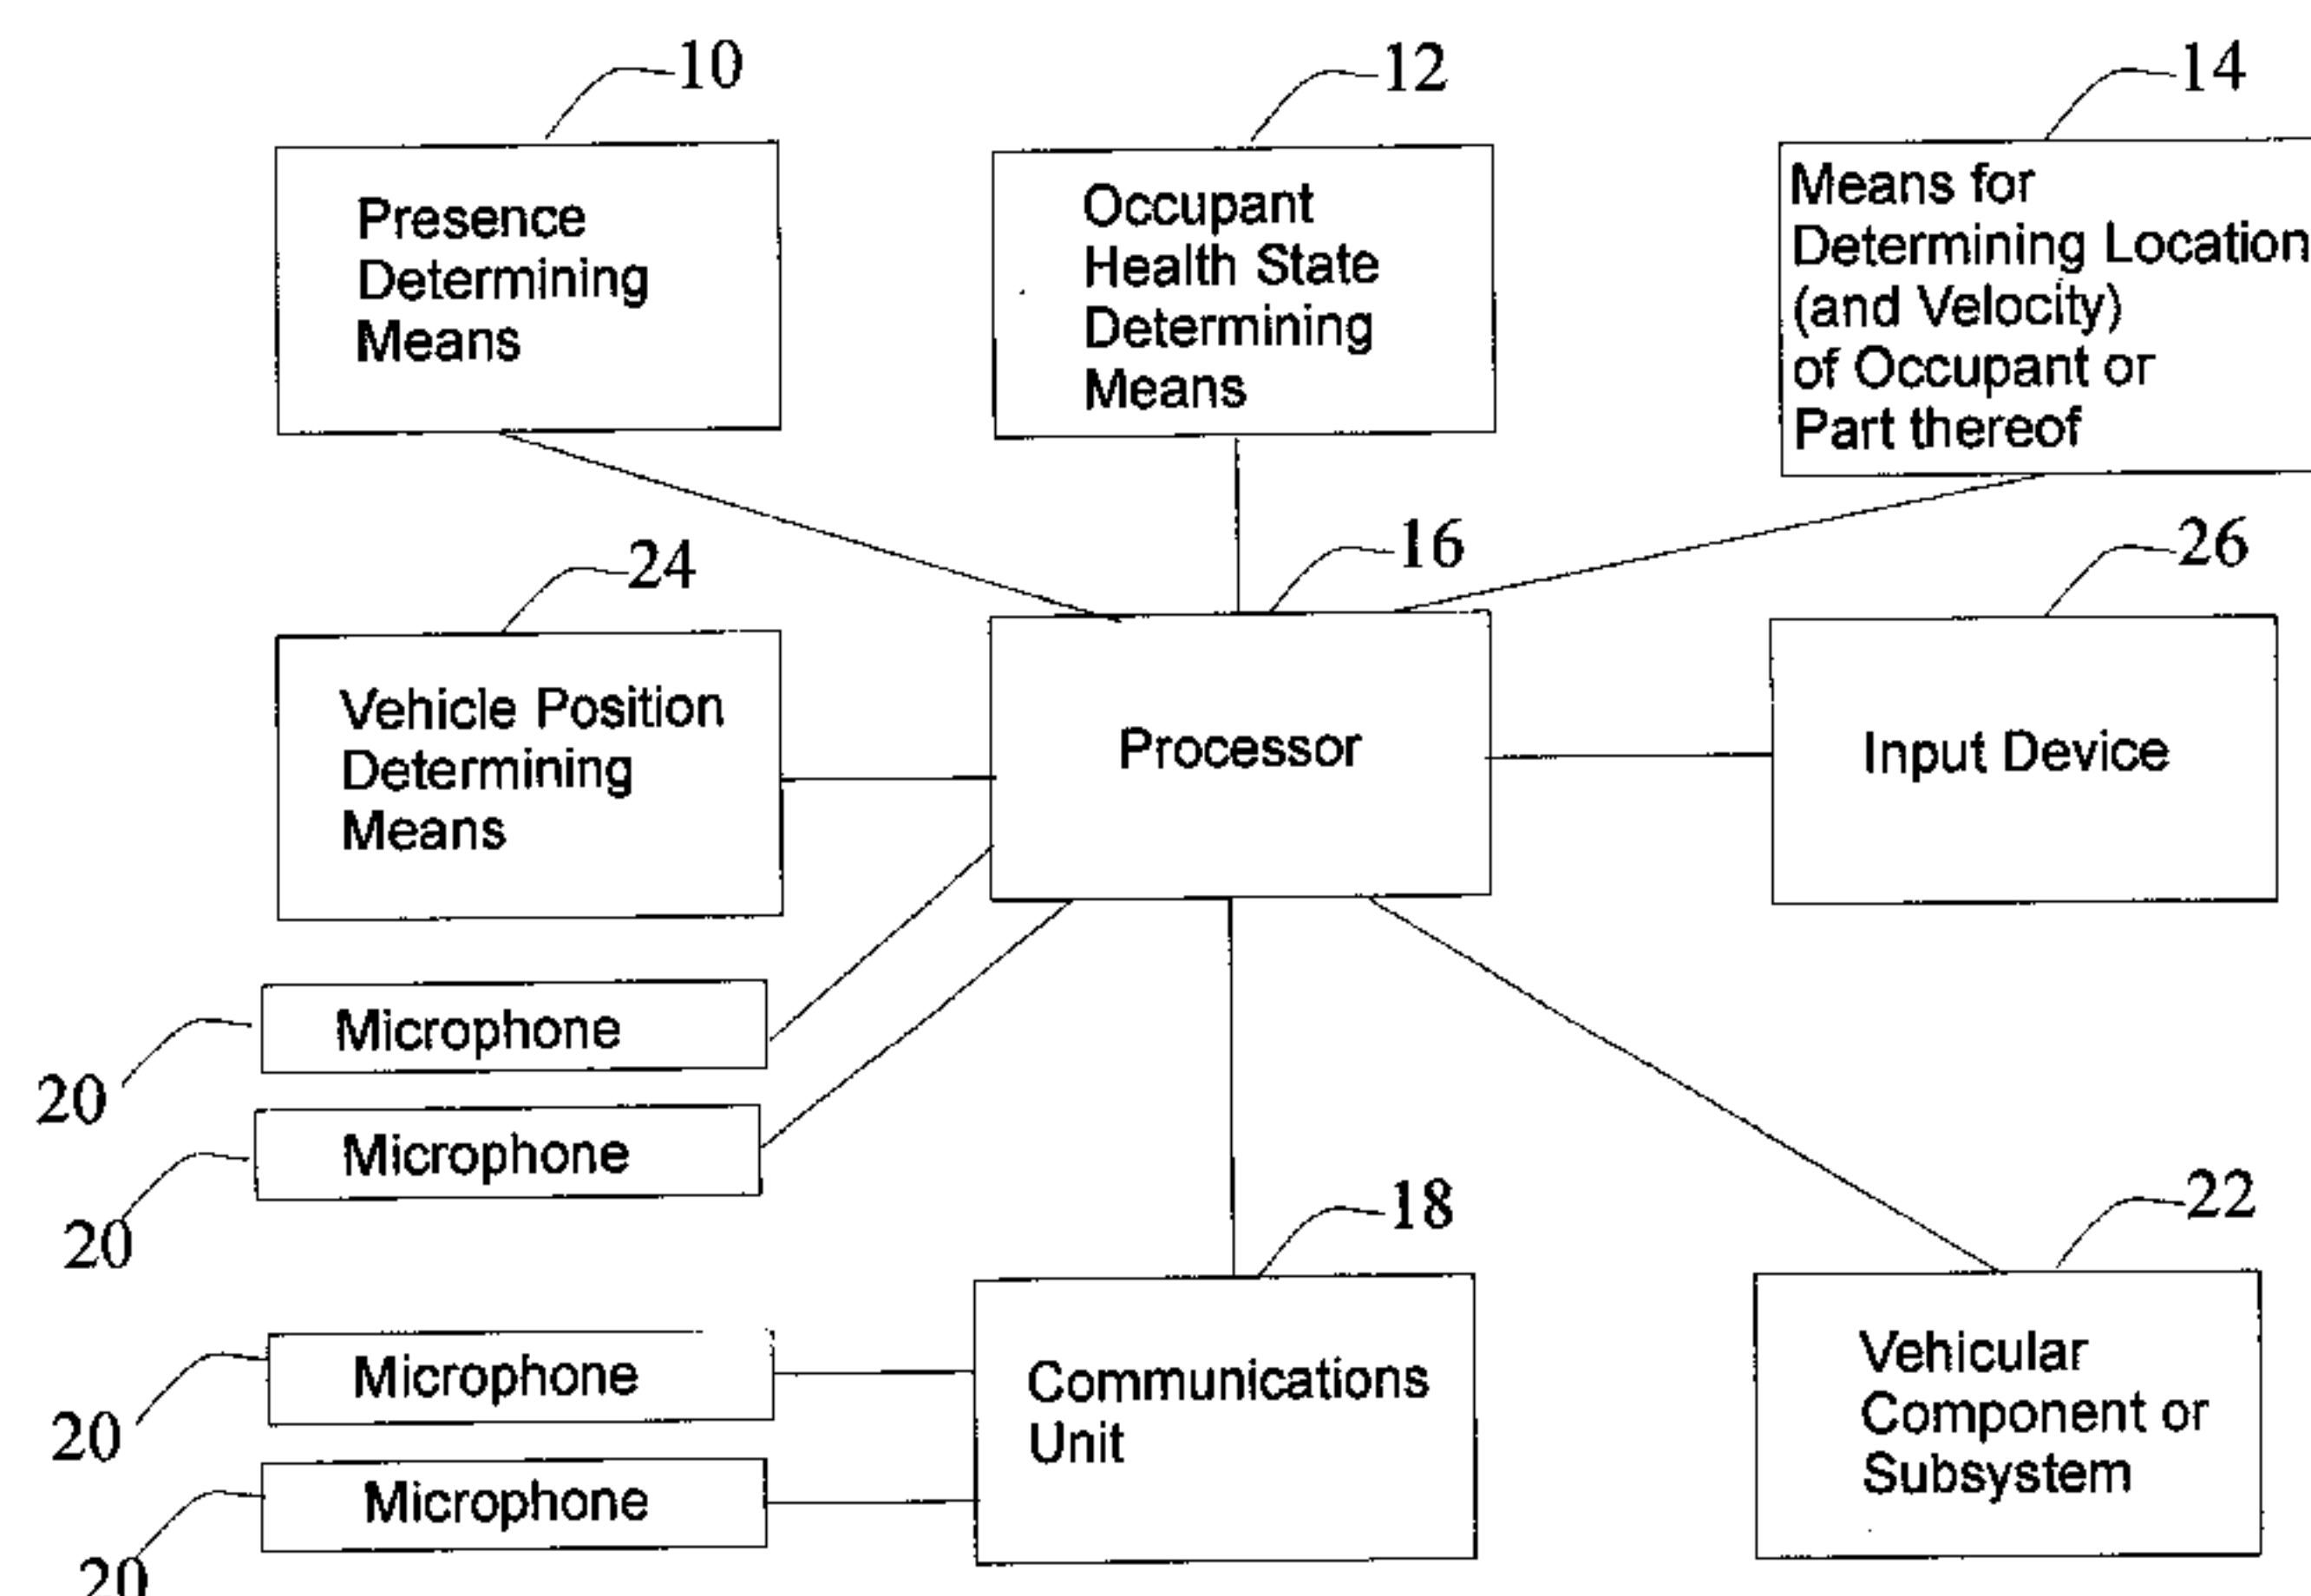 10
12
14
Presence
Determining
Means
Occupant
Health State
Determining
Means
Means for
Determining Location
(and Velocity)
of Occupant or
Part thereof
24
16
26
Vehicle Position
Determining
Means
Processor
Input Device
Microphone
20
Microphone
20
18
22
Microphone
20
Microphone
20
Communications
Unit
Vehicular
Component or
Subsystem